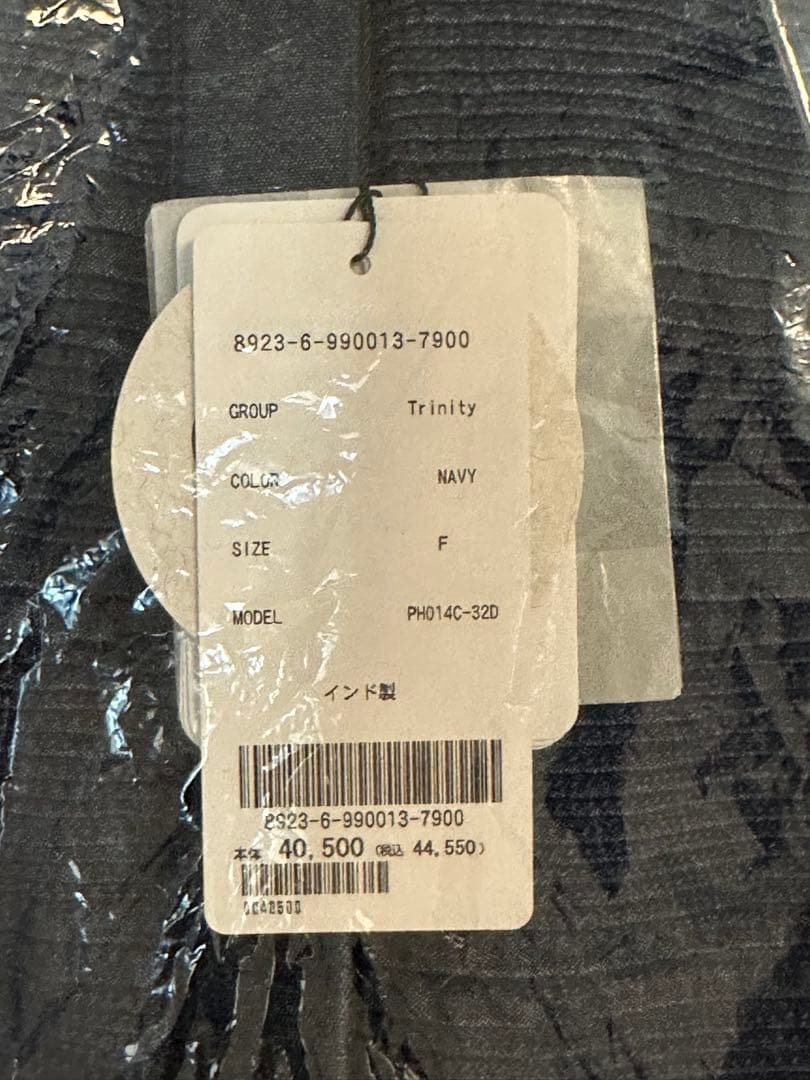 8923-6-990013-7900
GROUP Trinity
COLOR NAVY
SIZE F
MODEL PH014C-32D
インド製
8923-6-990013-7900
本体 40,500 (税込 44,550)